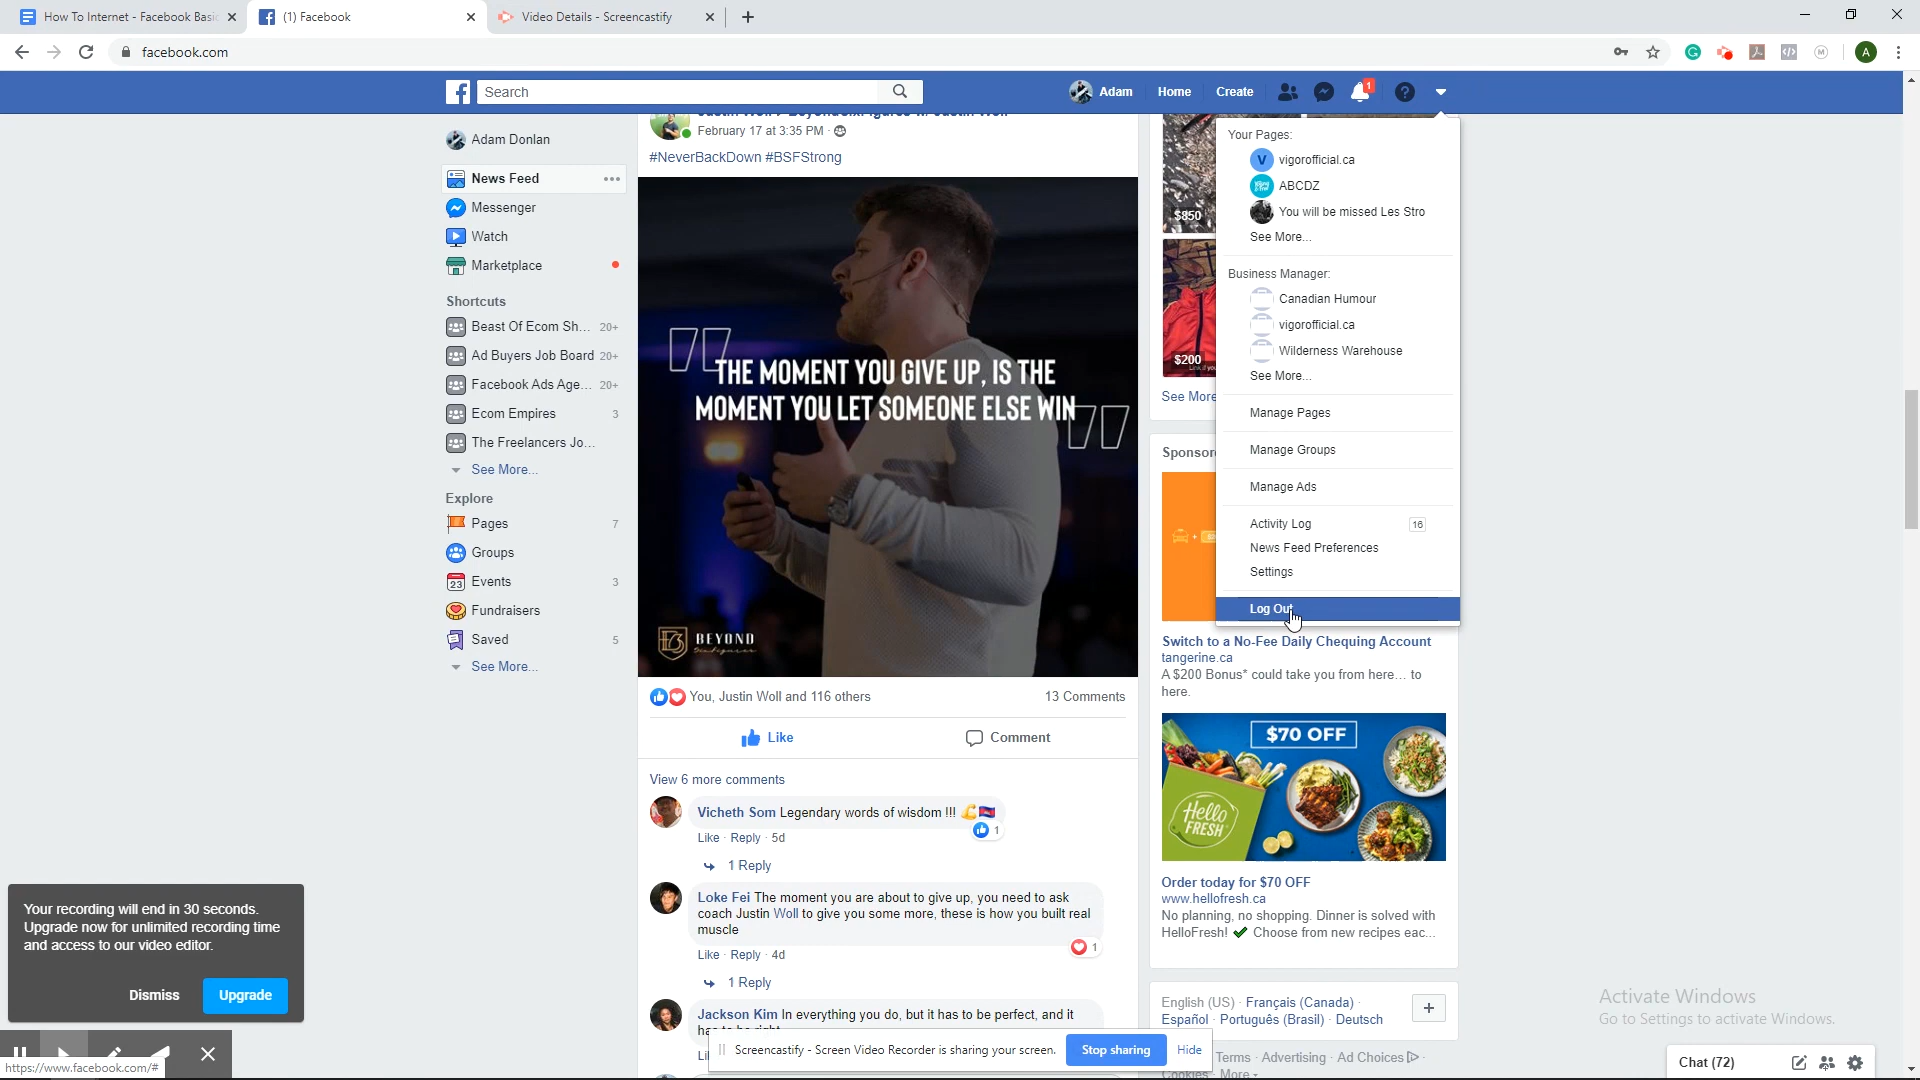 How To Internet - Facebook Basic
(1) Facebook
Video Details - Screencastify
facebook.com
A
Search
Adam
Home
Create
1
Adam Donlan
News Feed
Messenger
Watch
Marketplace
Shortcuts
Beast Of Ecom Sh... 20+
Ad Buyers Job Board 20+
Facebook Ads Age... 20+
Ecom Empires 3
The Freelancers Jo...
See More...
Explore
Pages 7
Groups
23 Events 3
Fundraisers
Saved 5
See More...
February 17 at 3:35 PM ·
#NeverBackDown #BSFStrong
THE MOMENT YOU GIVE UP, IS THE
MOMENT YOU LET SOMEONE ELSE WIN
BEYOND
You, Justin Woll and 116 others
13 Comments
Like
Comment
View 6 more comments
Vicheth Som Legendary words of wisdom !!! 💪🇰🇭
1
Like · Reply · 5d
1 Reply
Loke Fei The moment you are about to give up, you need to ask
coach Justin Woll to give you some more, these is how you built real
muscle
1
Like · Reply · 4d
1 Reply
Jackson Kim In everything you do, but it has to be perfect, and it
$850
$200
See More
Sponsor
Your Pages:
V vigorofficial.ca
ABCDZ
You will be missed Les Stro
See More...
Business Manager:
Canadian Humour
vigorofficial.ca
Wilderness Warehouse
See More...
Manage Pages
Manage Groups
Manage Ads
Activity Log 16
News Feed Preferences
Settings
Log Out
Switch to a No-Fee Daily Chequing Account
tangerine.ca
A $200 Bonus* could take you from here... to
here.
$70 OFF
Hello
FRESH
Order today for $70 OFF
www.hellofresh.ca
No planning, no shopping. Dinner is solved with
HelloFresh! ✔ Choose from new recipes eac...
English (US) · Français (Canada) ·
Español · Português (Brasil) · Deutsch
Terms · Advertising · Ad Choices
Cookies · More
Your recording will end in 30 seconds.
Upgrade now for unlimited recording time
and access to our video editor.
Dismiss
Upgrade
https://www.facebook.com/#
Screencastify - Screen Video Recorder is sharing your screen.
Stop sharing
Hide
Activate Windows
Go to Settings to activate Windows.
Chat (72)